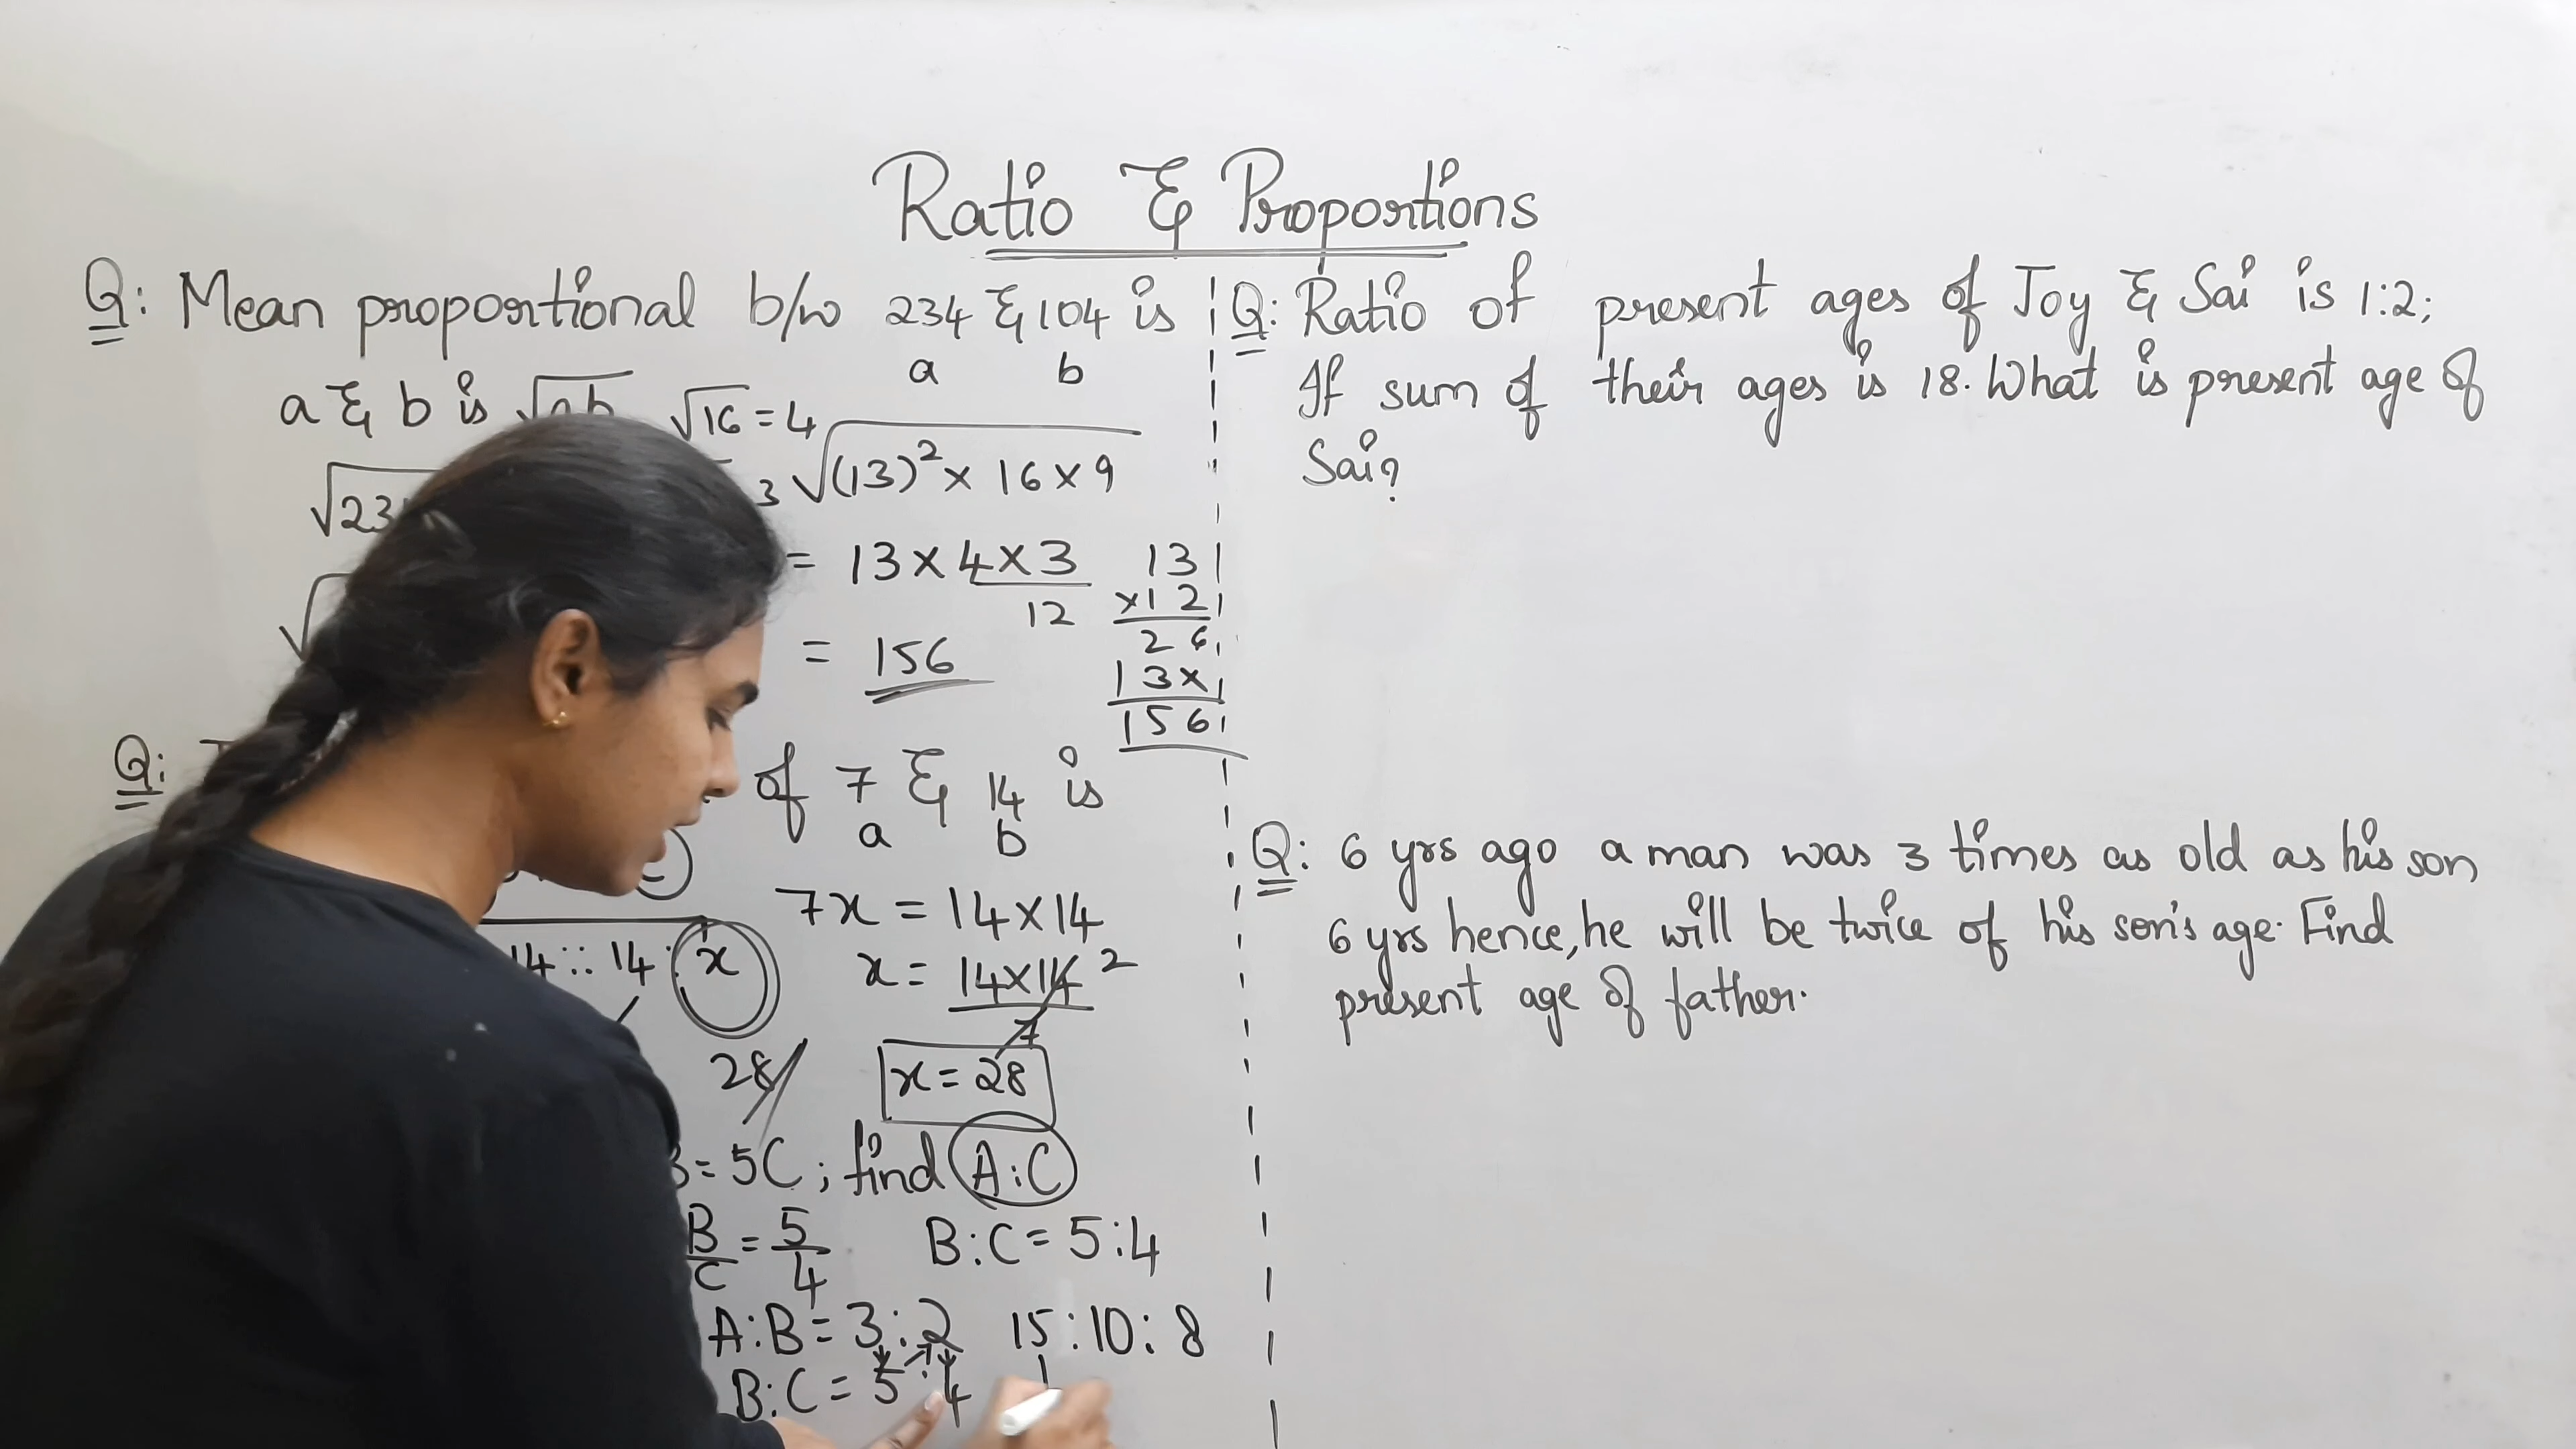 Ratio & Proportions
Q: Mean proportional b/w 234 & 104 is
a b
a & b is √ab √16 = 4
√23
3 √(13)² × 16 × 9
= 13 × 4 × 3
12
= 156
13
×12
26
13×
156
Q: of 7 & 14 is
a b
7x = 14×14
14 :: 14 : x
x = 14×14 2
7
28
x = 28
B = 5C ; find A:C
B/C = 5/4 B:C = 5:4
A:B = 3:2 15:10:8
B:C = 5:4
Q: Ratio of present ages of Joy & Sai is 1:2;
If sum of their ages is 18. What is present age of
Sai?
Q: 6 yrs ago a man was 3 times as old as his son
6 yrs hence, he will be twice of his son's age. Find
present age of father.